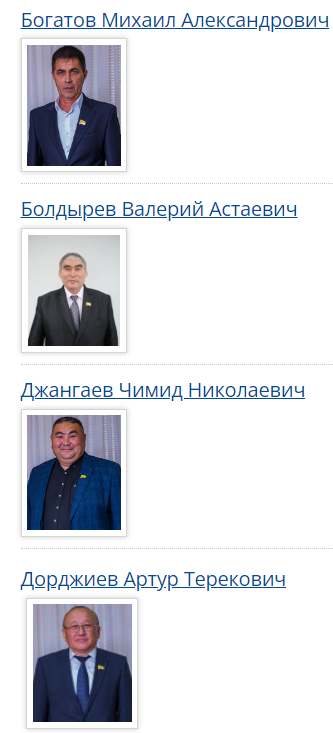 Богатов Михаил Александрович
Болдырев Валерий Астаевич
Джангаев Чимид Николаевич
Дорджиев Артур Терекович